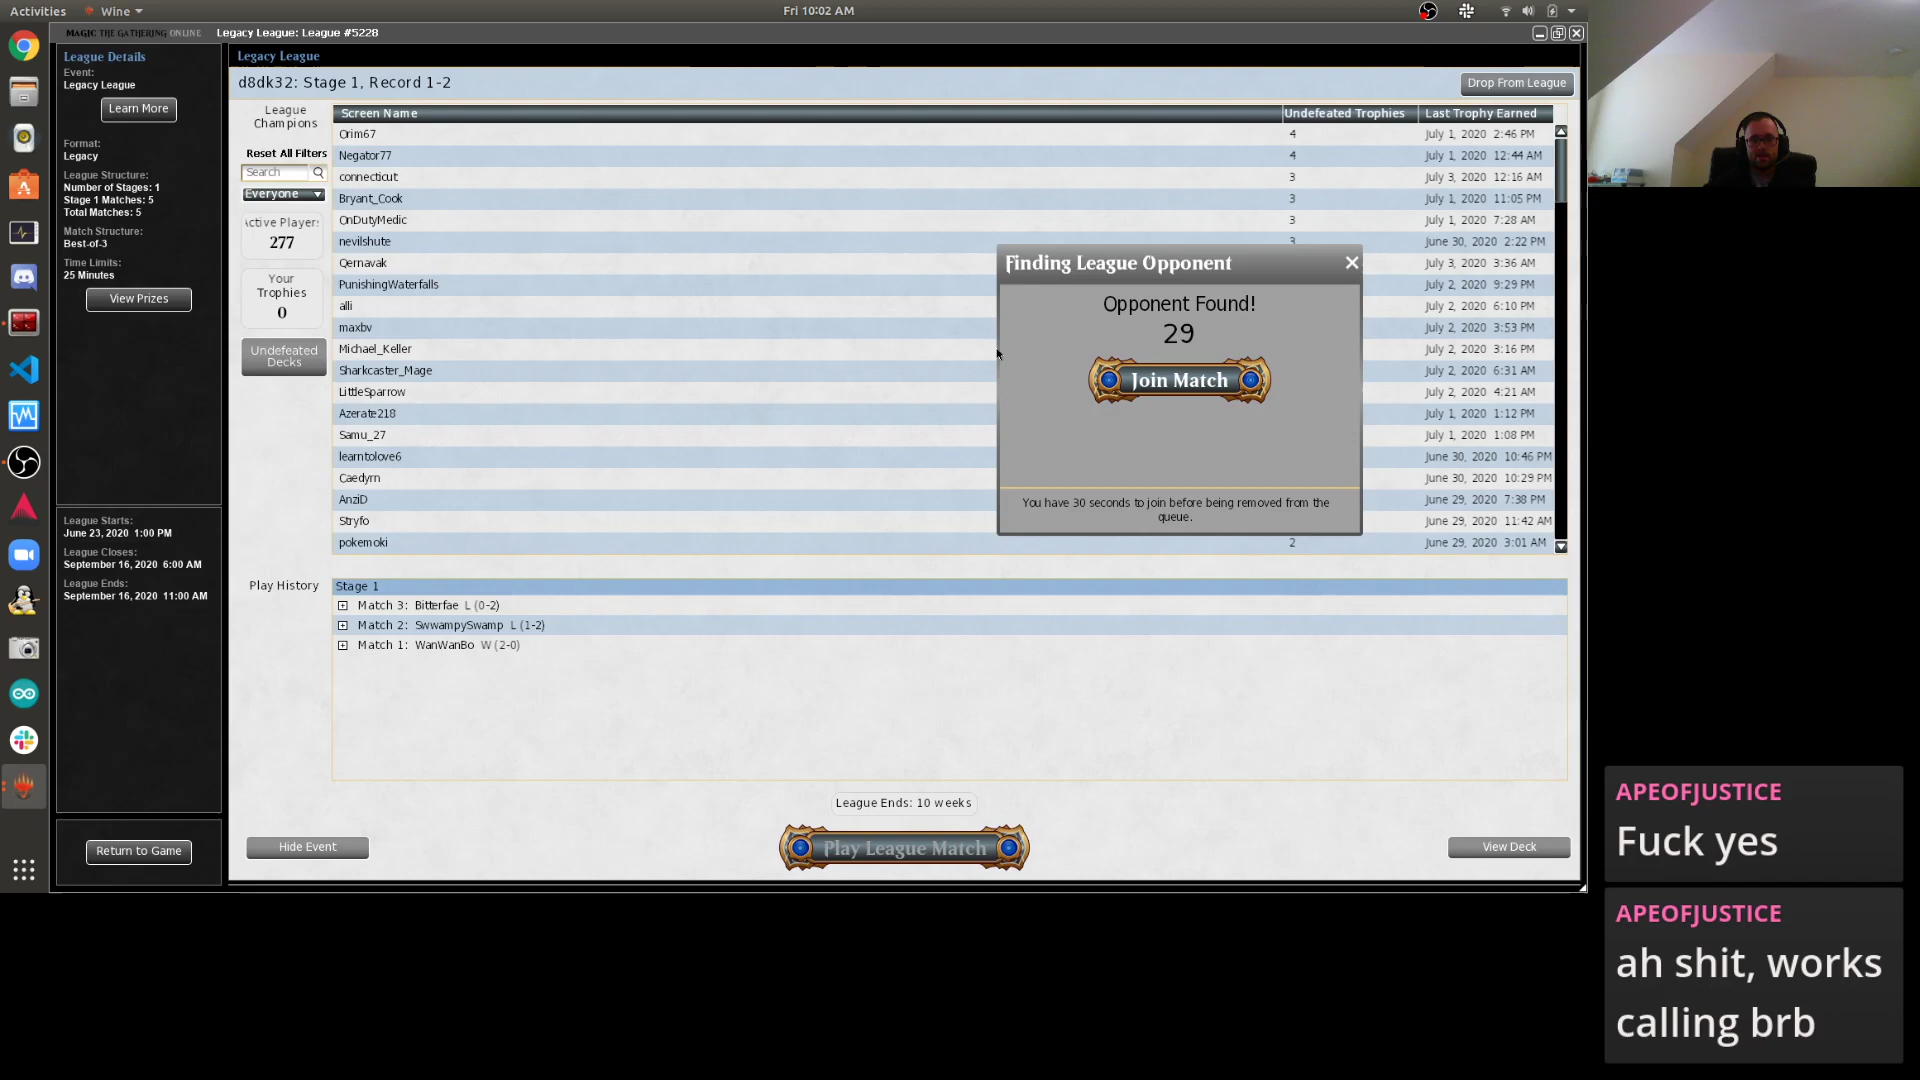 Activities
Wine
Fri 10:02 AM
MAGIC THE GATHERING ONLINE
Legacy League: League #5228
League Details
Event:
Legacy League
Learn More
Format:
Legacy
League Structure:
Number of Stages: 1
Stage 1 Matches: 5
Total Matches: 5
Match Structure:
Best-of-3
Time Limits:
25 Minutes
View Prizes
League Starts:
June 23, 2020 1:00 PM
League Closes:
September 16, 2020 6:00 AM
League Ends:
September 16, 2020 11:00 AM
Return to Game
Legacy League
d8dk32: Stage 1, Record 1-2
Drop From League
League
Champions
Reset All Filters
Search
Everyone
Active Players
277
Your
Trophies
0
Undefeated
Decks
Screen Name Undefeated Trophies Last Trophy Earned
Orim67 4 July 1, 2020 2:46 PM
Negator77 4 July 1, 2020 12:44 AM
connecticut 3 July 3, 2020 12:16 AM
Bryant_Cook 3 July 1, 2020 11:05 PM
OnDutyMedic 3 July 1, 2020 7:28 AM
nevilshute 3 June 30, 2020 2:22 PM
Qernavak July 3, 2020 3:36 AM
PunishingWaterfalls July 2, 2020 9:29 PM
alli July 2, 2020 6:10 PM
maxbv July 2, 2020 3:53 PM
Michael_Keller July 2, 2020 3:16 PM
Sharkcaster_Mage July 2, 2020 6:31 AM
LittleSparrow July 2, 2020 4:21 AM
Azerate218 July 1, 2020 1:12 PM
Samu_27 July 1, 2020 1:08 PM
learntolove6 June 30, 2020 10:46 PM
Caedyrn June 30, 2020 10:29 PM
AnziD June 29, 2020 7:38 PM
Stryfo June 29, 2020 11:42 AM
pokemoki 2 June 29, 2020 3:01 AM
Finding League Opponent
Opponent Found!
29
Join Match
You have 30 seconds to join before being removed from the
queue.
Play History
Stage 1
Match 3: Bitterfae L (0-2)
Match 2: SwwampySwamp L (1-2)
Match 1: WanWanBo W (2-0)
League Ends: 10 weeks
Hide Event
Play League Match
View Deck
APEOFJUSTICE
Fuck yes
APEOFJUSTICE
ah shit, works
calling brb